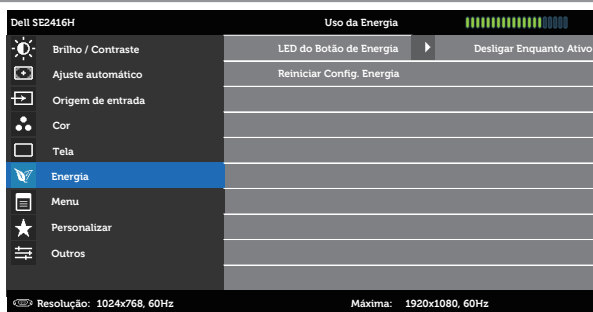 Dell SE2416H Uso da Energia
Brilho / Contraste LED do Botão de Energia Desligar Enquanto Ativo
Ajuste automático Reiniciar Config. Energia
Origem de entrada
Cor
Tela
Energia
Menu
Personalizar
Outros
Resolução: 1024x768, 60Hz Máxima: 1920x1080, 60Hz